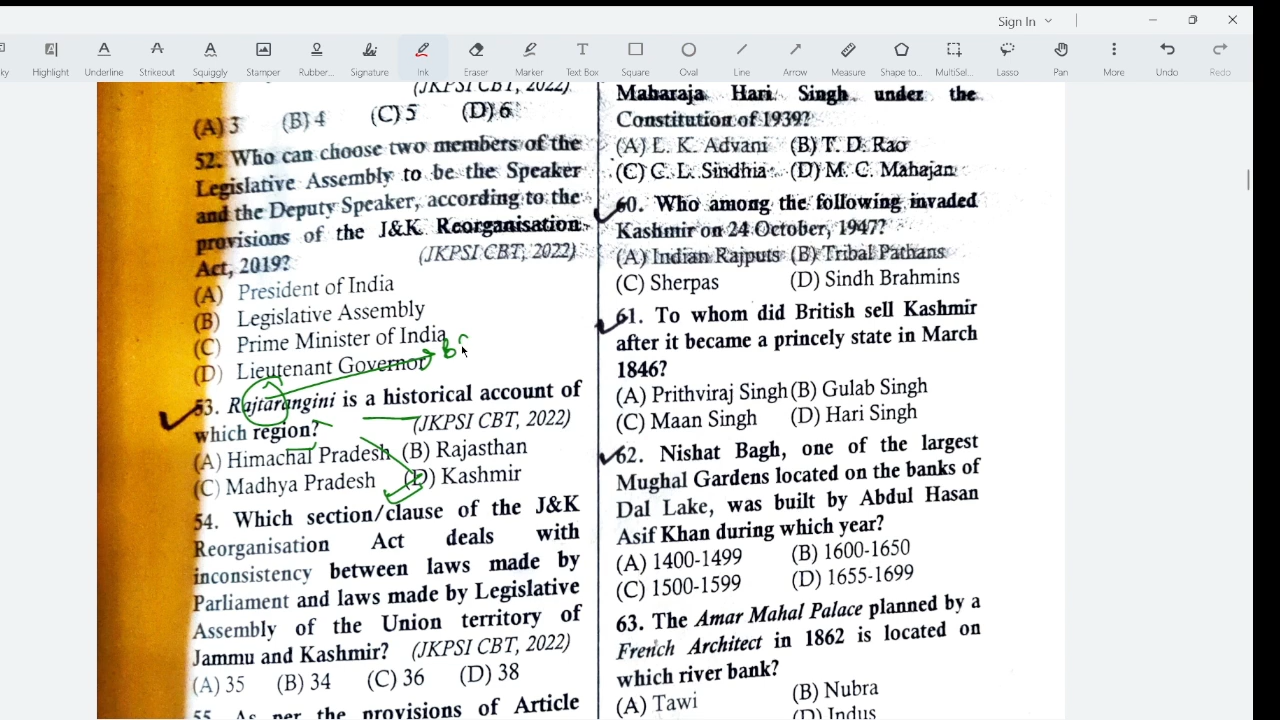 Sign In
ky
Highlight
Underline
Strikeout
Squiggly
Stamper
Rubber...
Signature
Ink
Eraser
Marker
Text Box
Square
Oval
Line
Arrow
Measure
Shapes
MultiSel...
Lasso
Pan
More
Undo
Redo
(JKPSI CBT, 2022)
(A) 3 (B) 4 (C) 5 (D) 6
52. Who can choose two members of the
Legislative Assembly to be the Speaker
and the Deputy Speaker, according to the
provisions of the J&K Reorganisation
Act, 2019? (JKPSI CBT, 2022)
(A) President of India
(B) Legislative Assembly
(C) Prime Minister of India
(D) Lieutenant Governor
53. Rajtarangini is a historical account of
which region? (JKPSI CBT, 2022)
(A) Himachal Pradesh (B) Rajasthan
(C) Madhya Pradesh (D) Kashmir
54. Which section/clause of the J&K
Reorganisation Act deals with
inconsistency between laws made by
Parliament and laws made by Legislative
Assembly of the Union territory of
Jammu and Kashmir? (JKPSI CBT, 2022)
(A) 35 (B) 34 (C) 36 (D) 38
55. As per the provisions of Article
Maharaja Hari Singh under the
Constitution of 1939?
(A) L. K. Advani (B) T. D. Rao
(C) C. L. Sindhia (D) M. C. Mahajan
60. Who among the following invaded
Kashmir on 24 October, 1947?
(A) Indian Rajputs (B) Tribal Pathans
(C) Sherpas (D) Sindh Brahmins
61. To whom did British sell Kashmir
after it became a princely state in March
1846?
(A) Prithviraj Singh (B) Gulab Singh
(C) Maan Singh (D) Hari Singh
62. Nishat Bagh, one of the largest
Mughal Gardens located on the banks of
Dal Lake, was built by Abdul Hasan
Asif Khan during which year?
(A) 1400-1499 (B) 1600-1650
(C) 1500-1599 (D) 1655-1699
63. The Amar Mahal Palace planned by a
French Architect in 1862 is located on
which river bank?
(A) Tawi (B) Nubra
(D) Indus